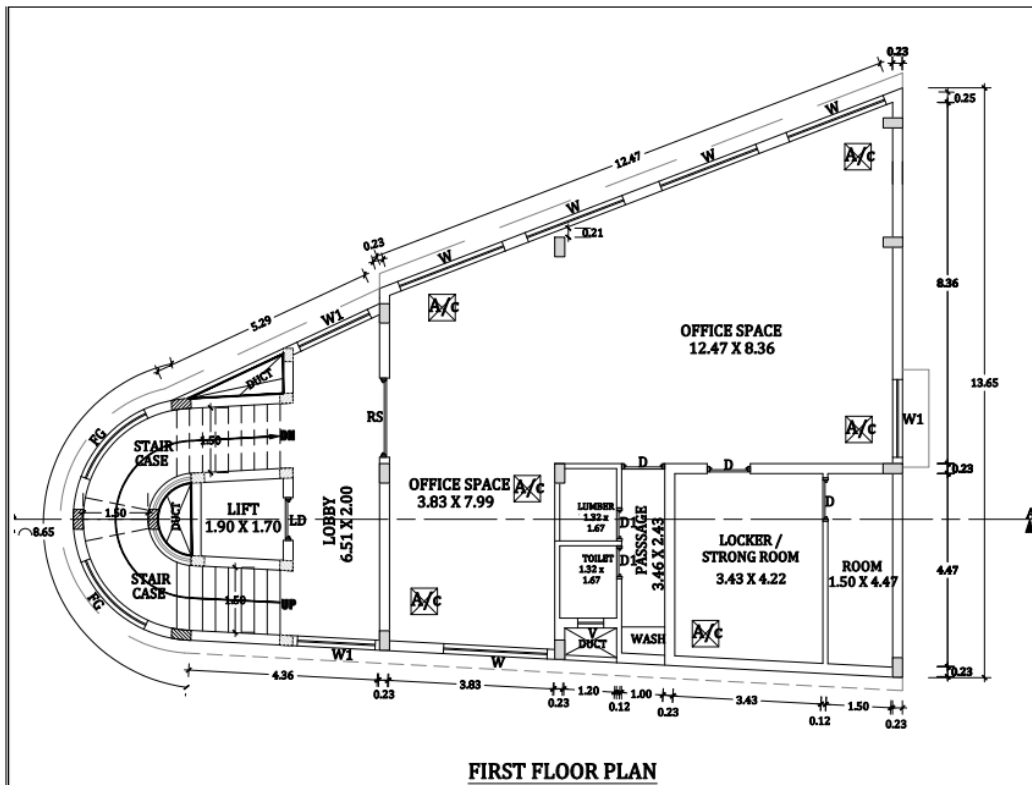 0.23
0.25
12.47
W
A/c
W
W
0.23
0.21
W
A/c
8.36
5.29
W1
OFFICE SPACE
12.47 X 8.36
13.65
DUCT
RS
W1
FG
STAIR
CASE
1.50
DN
A/c
D
D
0.23
OFFICE SPACE
3.83 X 7.99
A/c
LUMBER
1.32 x
1.67
D1
D
1.50
DUCT
LIFT
1.90 X 1.70
LD
LOBBY
6.51 X 2.00
PASSSAGE
3.46 X 2.43
LOCKER /
STRONG ROOM
3.43 X 4.22
A
8.65
TOILET
1.32 x
1.67
D1
ROOM
1.50 X 4.47
4.47
STAIR
CASE
1.50
UP
A/c
FG
V
DUCT
WASH
A/c
W1
W
0.23
4.36
0.23
3.83
0.23
1.20
0.12
1.00
0.23
3.43
0.12
1.50
0.23
FIRST FLOOR PLAN